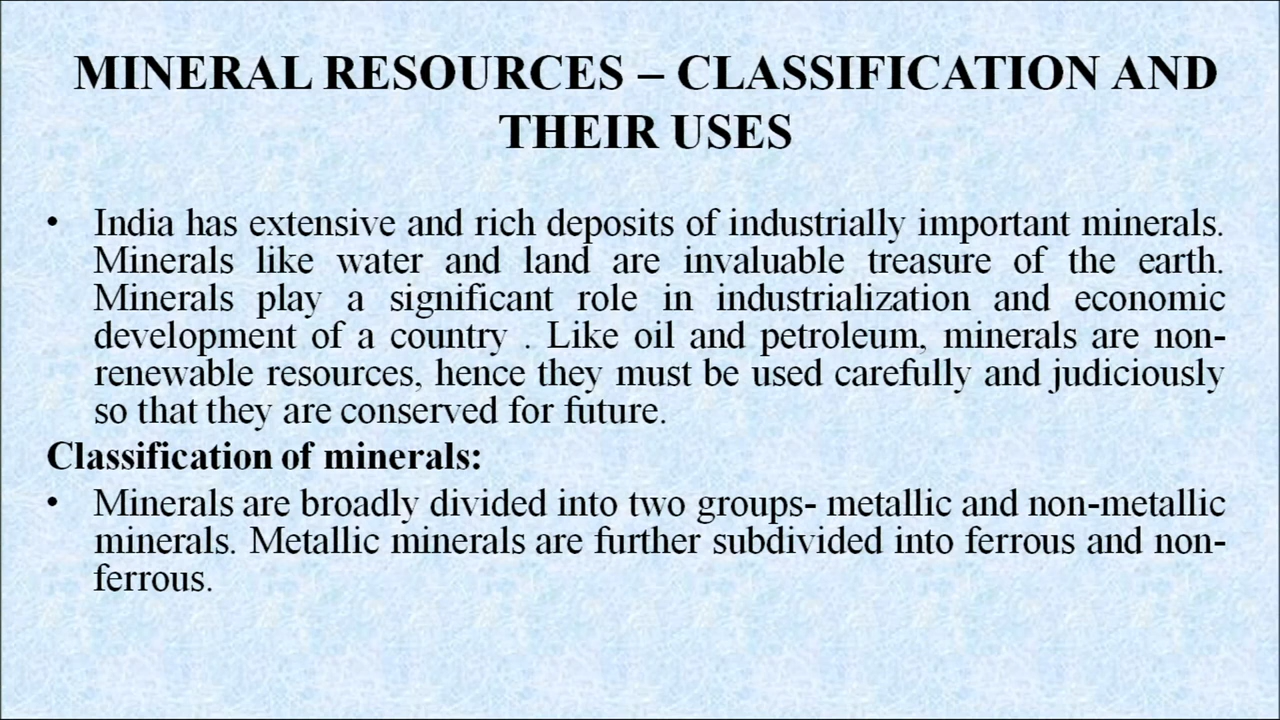 MINERAL RESOURCES – CLASSIFICATION AND
THEIR USES
• India has extensive and rich deposits of industrially important minerals.
Minerals like water and land are invaluable treasure of the earth.
Minerals play a significant role in industrialization and economic
development of a country . Like oil and petroleum, minerals are non-
renewable resources, hence they must be used carefully and judiciously
so that they are conserved for future.
Classification of minerals:
• Minerals are broadly divided into two groups- metallic and non-metallic
minerals. Metallic minerals are further subdivided into ferrous and non-
ferrous.